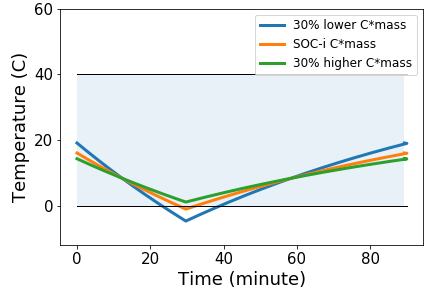 60
40
20
0
Temperature (C)
30% lower C*mass
SOC-i C*mass
30% higher C*mass
0 20 40 60 80
Time (minute)